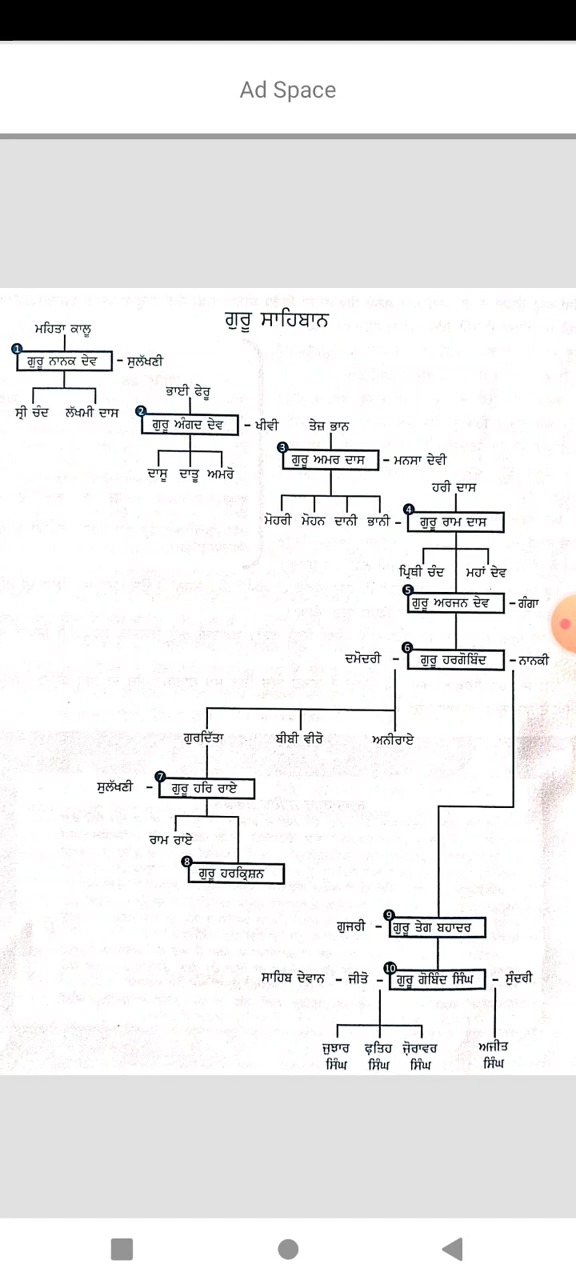 Ad Space
ਗੁਰੂ ਸਾਹਿਬਾਨ
ਮਹਿਤਾ ਕਾਲੂ
1 ਗੁਰੂ ਨਾਨਕ ਦੇਵ – ਸੁਲੱਖਣੀ
ਸ੍ਰੀ ਚੰਦ ਲੱਖਮੀ ਦਾਸ
ਭਾਈ ਫੇਰੂ
2 ਗੁਰੂ ਅੰਗਦ ਦੇਵ – ਖੀਵੀ
ਦਾਸੂ ਦਾਤੂ ਅਮਰੋ
ਤੇਜ਼ ਭਾਨ
3 ਗੁਰੂ ਅਮਰ ਦਾਸ – ਮਨਸਾ ਦੇਵੀ
ਹਰੀ ਦਾਸ
ਮੋਹਰੀ ਮੋਹਨ ਦਾਨੀ ਭਾਨੀ – 4 ਗੁਰੂ ਰਾਮ ਦਾਸ
ਪ੍ਰਿਥੀ ਚੰਦ ਮਹਾਂ ਦੇਵ
5 ਗੁਰੂ ਅਰਜਨ ਦੇਵ – ਗੰਗਾ
ਦਮੋਦਰੀ – 6 ਗੁਰੂ ਹਰਗੋਬਿੰਦ – ਨਾਨਕੀ
ਗੁਰਦਿੱਤਾ ਬੀਬੀ ਵੀਰੋ ਅਨੀਰਾਏ
ਸੁਲੱਖਣੀ – 7 ਗੁਰੂ ਹਰਿ ਰਾਏ
ਰਾਮ ਰਾਏ
8 ਗੁਰੂ ਹਰਕ੍ਰਿਸ਼ਨ
ਗੁਜਰੀ – 9 ਗੁਰੂ ਤੇਗ ਬਹਾਦਰ
ਸਾਹਿਬ ਦੇਵਾਨ – ਜੀਤੋ – 10 ਗੁਰੂ ਗੋਬਿੰਦ ਸਿੰਘ – ਸੁੰਦਰੀ
ਜੁਝਾਰ ਫ਼ਤਿਹ ਜ਼ੋਰਾਵਰ ਅਜੀਤ
ਸਿੰਘ ਸਿੰਘ ਸਿੰਘ ਸਿੰਘ